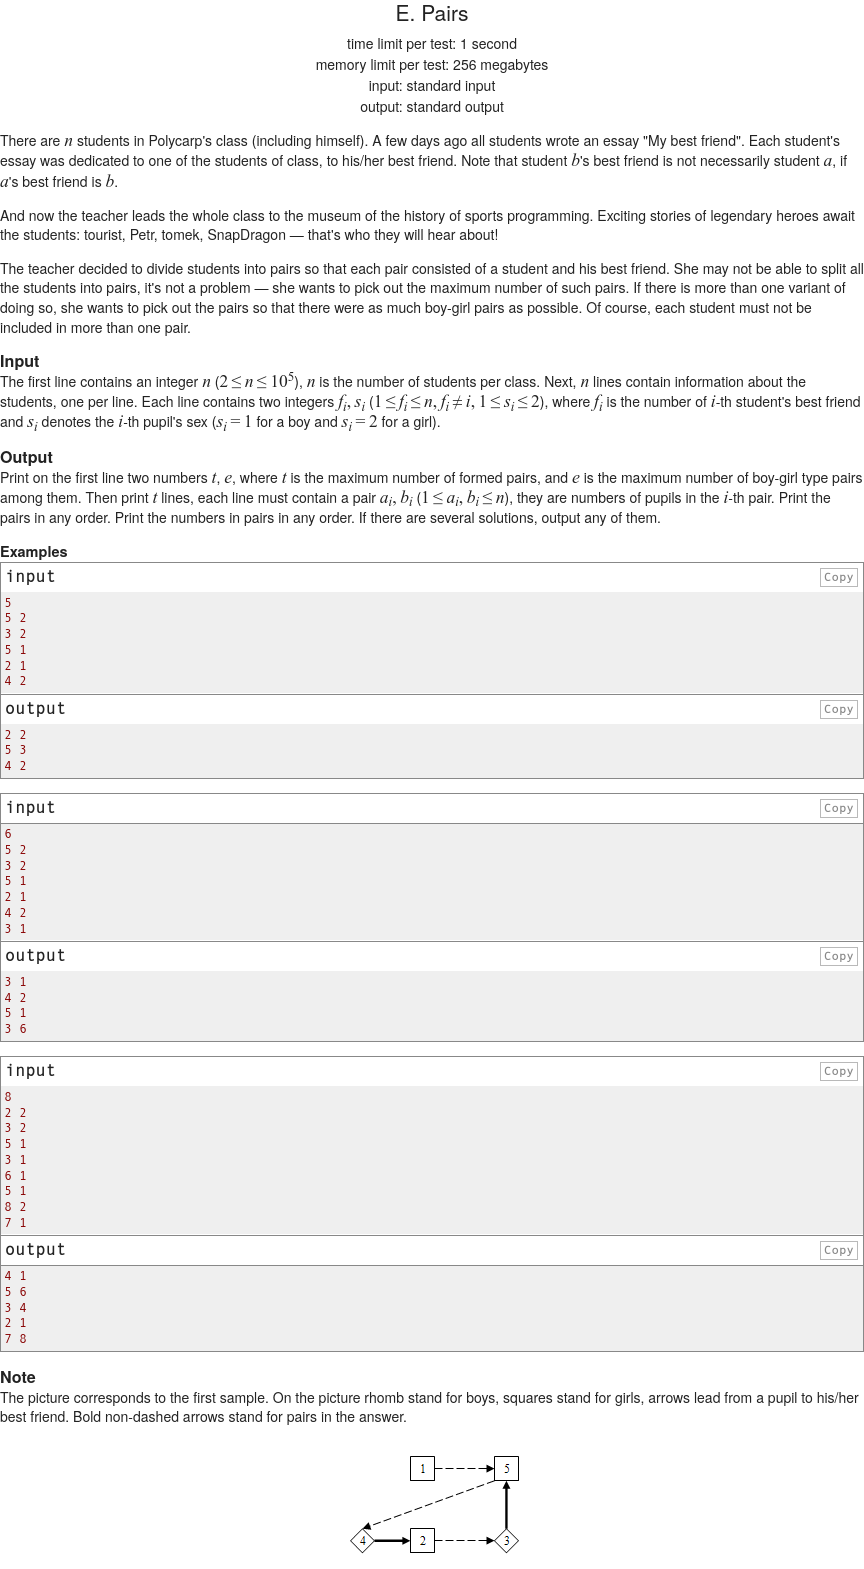 E. Pairs
time limit per test: 1 second
memory limit per test: 256 megabytes
input: standard input
output: standard output
There are n students in Polycarp's class (including himself). A few days ago all students wrote an essay "My best friend". Each student's
essay was dedicated to one of the students of class, to his/her best friend. Note that student b's best friend is not necessarily student a, if
a's best friend is b.
And now the teacher leads the whole class to the museum of the history of sports programming. Exciting stories of legendary heroes await
the students: tourist, Petr, tomek, SnapDragon — that's who they will hear about!
The teacher decided to divide students into pairs so that each pair consisted of a student and his best friend. She may not be able to split all
the students into pairs, it's not a problem — she wants to pick out the maximum number of such pairs. If there is more than one variant of
doing so, she wants to pick out the pairs so that there were as much boy-girl pairs as possible. Of course, each student must not be
included in more than one pair.
Input
The first line contains an integer n (2 ≤ n ≤ 10^5), n is the number of students per class. Next, n lines contain information about the
students, one per line. Each line contains two integers f_i, s_i (1 ≤ f_i ≤ n, f_i ≠ i, 1 ≤ s_i ≤ 2), where f_i is the number of i-th student's best friend
and s_i denotes the i-th pupil's sex (s_i = 1 for a boy and s_i = 2 for a girl).
Output
Print on the first line two numbers t, e, where t is the maximum number of formed pairs, and e is the maximum number of boy-girl type pairs
among them. Then print t lines, each line must contain a pair a_i, b_i (1 ≤ a_i, b_i ≤ n), they are numbers of pupils in the i-th pair. Print the
pairs in any order. Print the numbers in pairs in any order. If there are several solutions, output any of them.
Examples
input Copy
5
5 2
3 2
5 1
2 1
4 2
output Copy
2 2
5 3
4 2
input Copy
6
5 2
3 2
5 1
2 1
4 2
3 1
output Copy
3 1
4 2
5 1
3 6
input Copy
8
2 2
3 2
5 1
3 1
6 1
5 1
8 2
7 1
output Copy
4 1
5 6
3 4
2 1
7 8
Note
The picture corresponds to the first sample. On the picture rhomb stand for boys, squares stand for girls, arrows lead from a pupil to his/her
best friend. Bold non-dashed arrows stand for pairs in the answer.
1 5
4 2 3